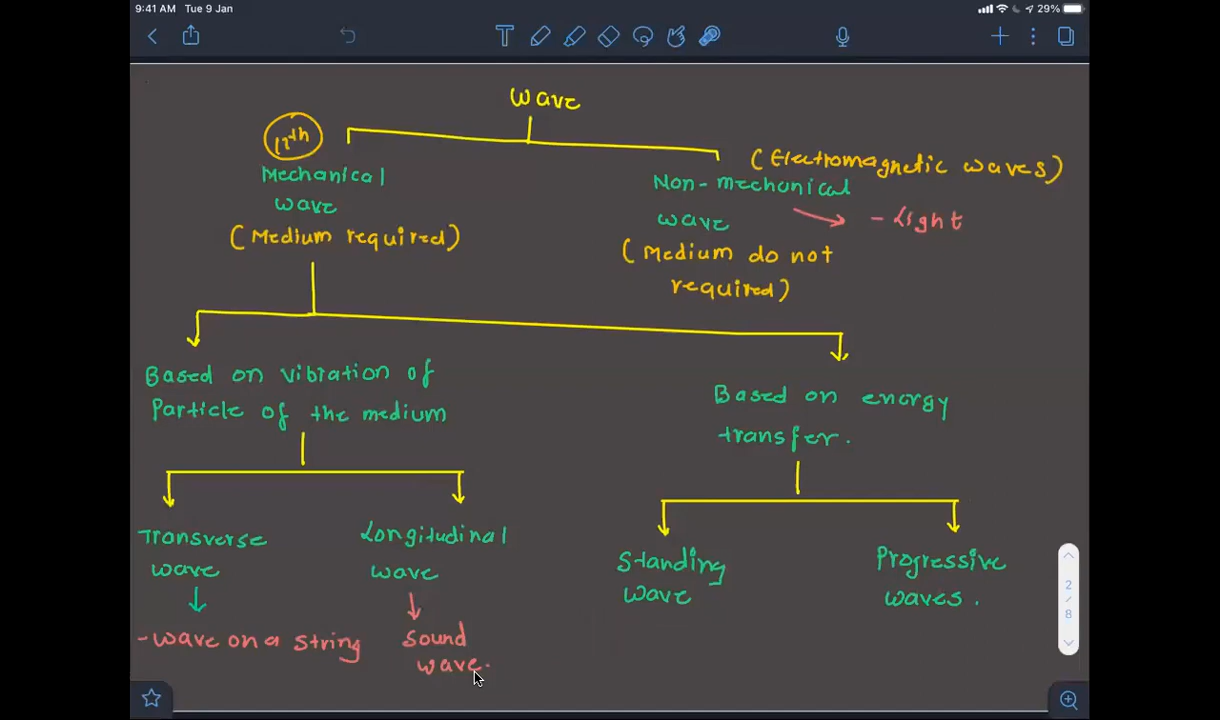 9:41 AM Tue 9 Jan
29%
Wave
11th
(Electromagnetic waves)
Mechanical
wave
(Medium required)
Non-mechanical
wave
- Light
(Medium do not
required)
Based on vibration of
Particle of the medium
Based on energy
transfer.
Transverse
wave
Longitudinal
wave
Standing
wave
Progressive
waves.
- wave on a string
Sound
wave.
2
/
8